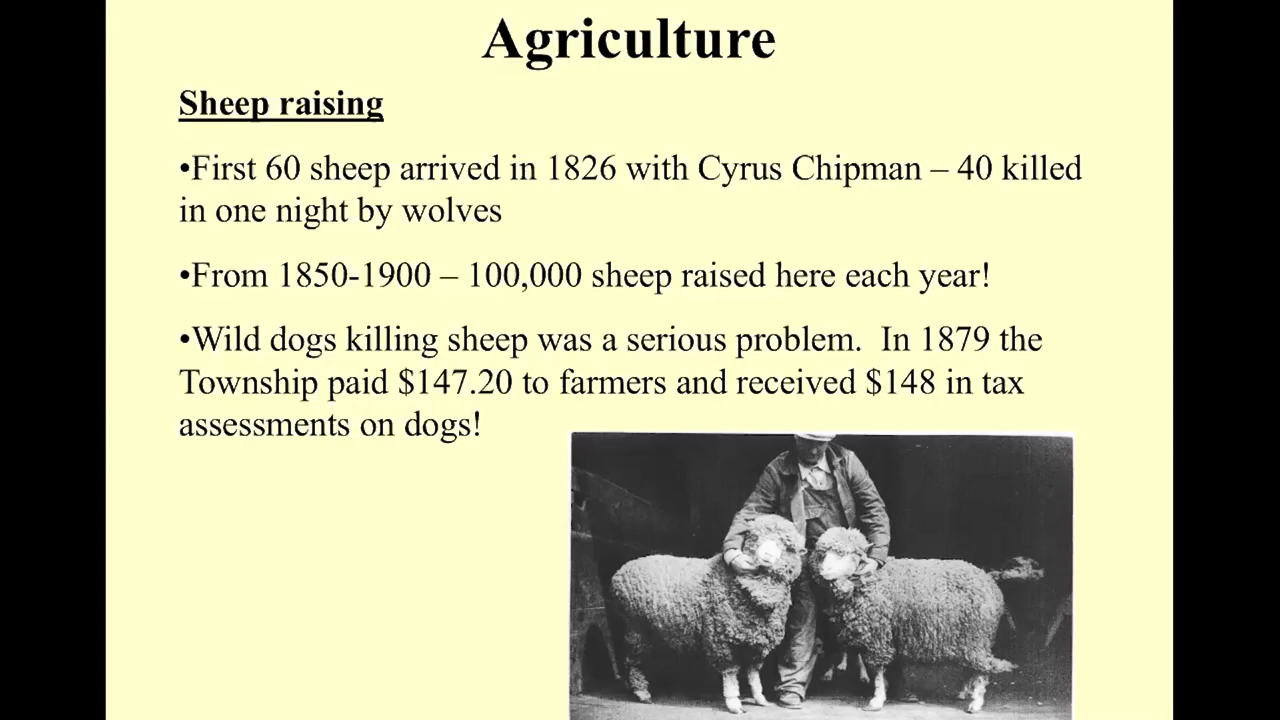 Agriculture
Sheep raising
•First 60 sheep arrived in 1826 with Cyrus Chipman – 40 killed
in one night by wolves
•From 1850-1900 – 100,000 sheep raised here each year!
•Wild dogs killing sheep was a serious problem.  In 1879 the
Township paid $147.20 to farmers and received $148 in tax
assessments on dogs!